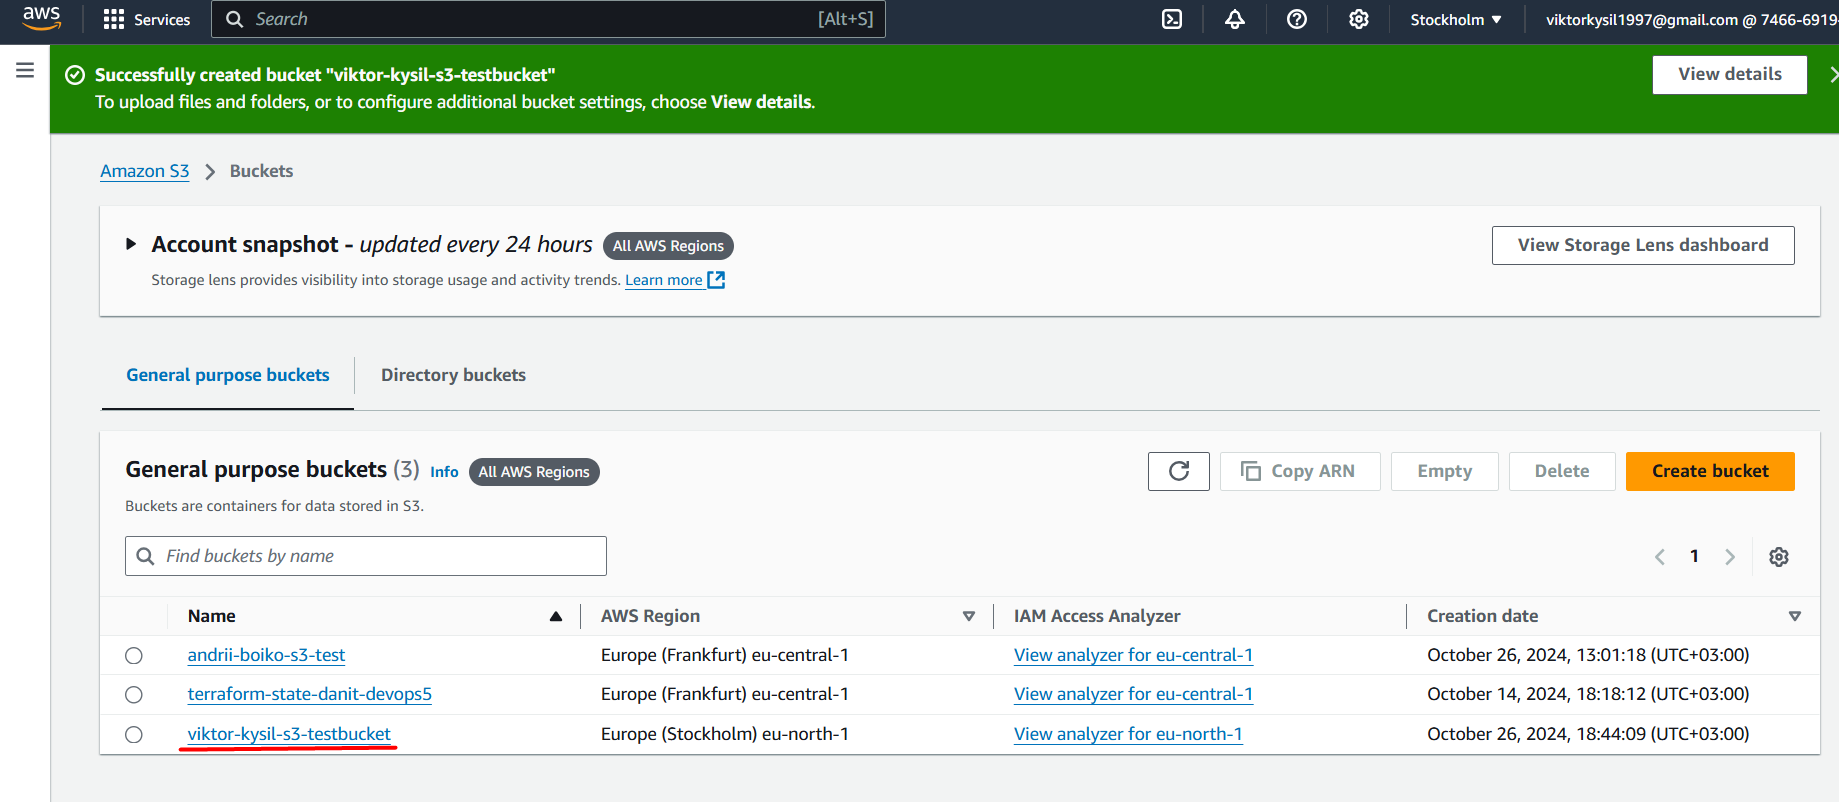 aws Services Search [Alt+S] Stockholm ▼ viktorkysil1997@gmail.com @ 7466-6919-
Successfully created bucket "viktor-kysil-s3-testbucket" View details
To upload files and folders, or to configure additional bucket settings, choose View details.
Amazon S3 > Buckets
Account snapshot - updated every 24 hours All AWS Regions View Storage Lens dashboard
Storage lens provides visibility into storage usage and activity trends. Learn more
General purpose buckets Directory buckets
General purpose buckets (3) Info All AWS Regions Copy ARN Empty Delete Create bucket
Buckets are containers for data stored in S3.
Find buckets by name 1
Name AWS Region IAM Access Analyzer Creation date
andrii-boiko-s3-test Europe (Frankfurt) eu-central-1 View analyzer for eu-central-1 October 26, 2024, 13:01:18 (UTC+03:00)
terraform-state-danit-devops5 Europe (Frankfurt) eu-central-1 View analyzer for eu-central-1 October 14, 2024, 18:18:12 (UTC+03:00)
viktor-kysil-s3-testbucket Europe (Stockholm) eu-north-1 View analyzer for eu-north-1 October 26, 2024, 18:44:09 (UTC+03:00)